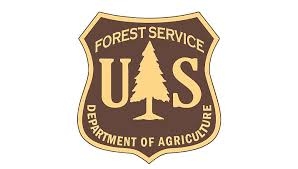 FOREST SERVICE
U S
DEPARTMENT OF AGRICULTURE